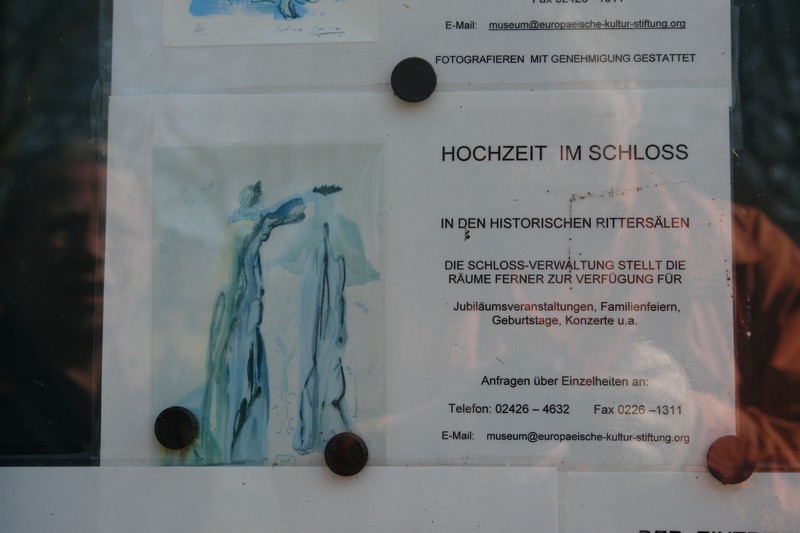 E-Mail: museum@europaeische-kultur-stiftung.org
FOTOGRAFIEREN MIT GENEHMIGUNG GESTATTET
HOCHZEIT IM SCHLOSS
IN DEN HISTORISCHEN RITTERSÄLEN
DIE SCHLOSS-VERWALTUNG STELLT DIE
RÄUME FERNER ZUR VERFÜGUNG FÜR
Jubiläumsveranstaltungen, Familienfeiern,
Geburtstage, Konzerte u.a.
Anfragen über Einzelheiten an:
Telefon: 02426 – 4632 Fax 0226 –1311
E-Mail: museum@europaeische-kultur-stiftung.org